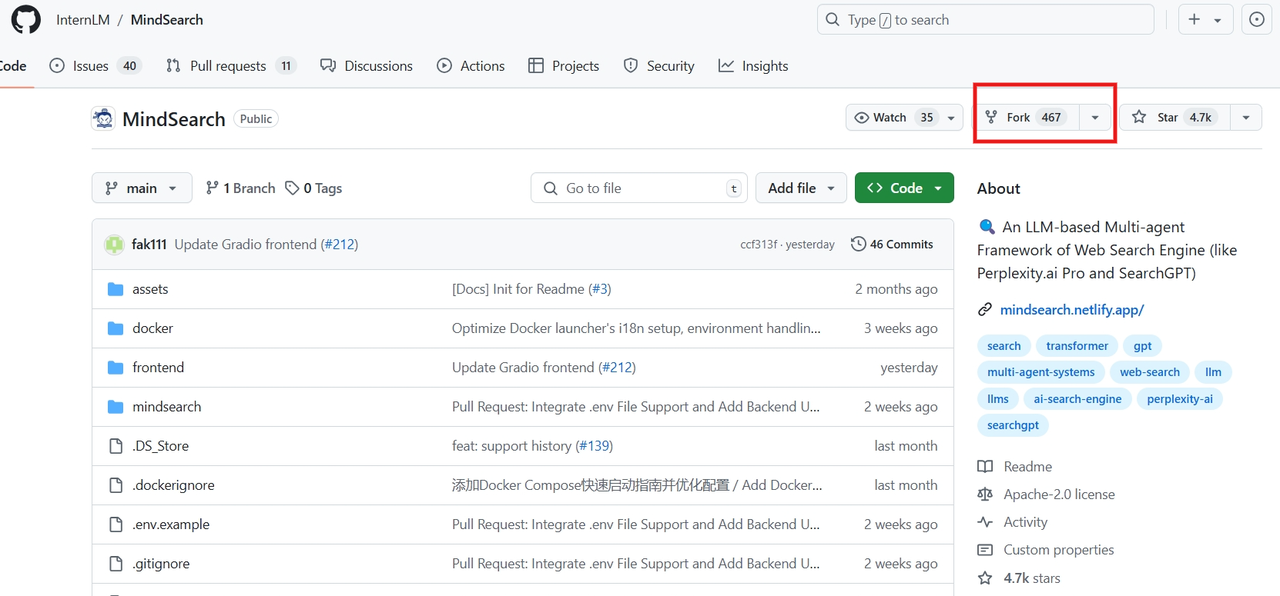 InternLM / MindSearch
Type / to search
Code Issues 40 Pull requests 11 Discussions Actions Projects Security Insights
MindSearch Public
Watch 35 Fork 467 Star 4.7k
main 1 Branch 0 Tags Go to file t Add file Code
fak111 Update Gradio frontend (#212) ccf313f · yesterday 46 Commits
assets [Docs] Init for Readme (#3) 2 months ago
docker Optimize Docker launcher's i18n setup, environment handlin... 3 weeks ago
frontend Update Gradio frontend (#212) yesterday
mindsearch Pull Request: Integrate .env File Support and Add Backend U... 2 weeks ago
.DS_Store feat: support history (#139) last month
.dockerignore 添加Docker Compose快速启动指南并优化配置 / Add Docker... last month
.env.example Pull Request: Integrate .env File Support and Add Backend U... 2 weeks ago
.gitignore Pull Request: Integrate .env File Support and Add Backend U... 2 weeks ago
About
An LLM-based Multi-agent
Framework of Web Search Engine (like
Perplexity.ai Pro and SearchGPT)
mindsearch.netlify.app/
search transformer gpt
multi-agent-systems web-search llm
llms ai-search-engine perplexity-ai
searchgpt
Readme
Apache-2.0 license
Activity
Custom properties
4.7k stars